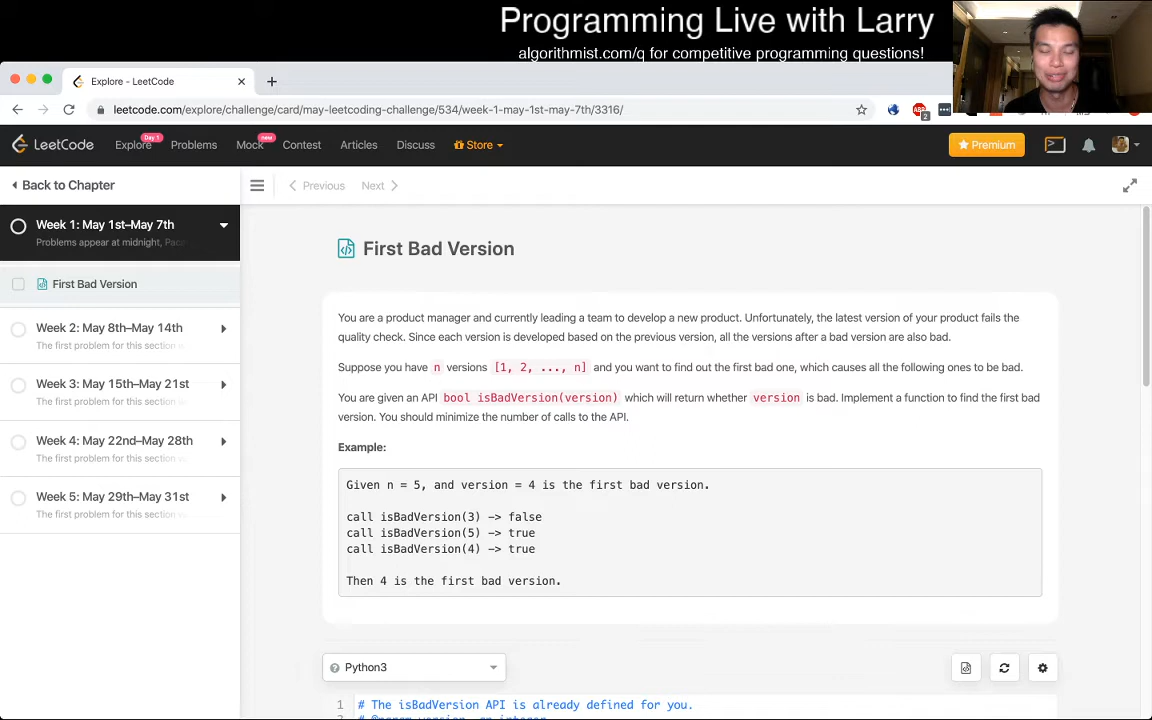 Programming Live with Larry
algorithmist.com/q for competitive programming questions!
Explore - LeetCode
leetcode.com/explore/challenge/card/may-leetcoding-challenge/534/week-1-may-1st-may-7th/3316/
ABP
2
LeetCode
Explore
Day 1
Problems
Mock
new
Contest
Articles
Discuss
Store
Premium
Back to Chapter
Previous
Next
Week 1: May 1st–May 7th
Problems appear at midnight,
First Bad Version
Week 2: May 8th–May 14th
The first problem for this section
Week 3: May 15th–May 21st
The first problem for this section
Week 4: May 22nd–May 28th
The first problem for this section
Week 5: May 29th–May 31st
The first problem for this section
First Bad Version
You are a product manager and currently leading a team to develop a new product. Unfortunately, the latest version of your product fails the
quality check. Since each version is developed based on the previous version, all the versions after a bad version are also bad.
Suppose you have n versions [1, 2, ..., n] and you want to find out the first bad one, which causes all the following ones to be bad.
You are given an API bool isBadVersion(version) which will return whether version is bad. Implement a function to find the first bad
version. You should minimize the number of calls to the API.
Example:
Given n = 5, and version = 4 is the first bad version.
call isBadVersion(3) -> false
call isBadVersion(5) -> true
call isBadVersion(4) -> true
Then 4 is the first bad version.
Python3
1 # The isBadVersion API is already defined for you.